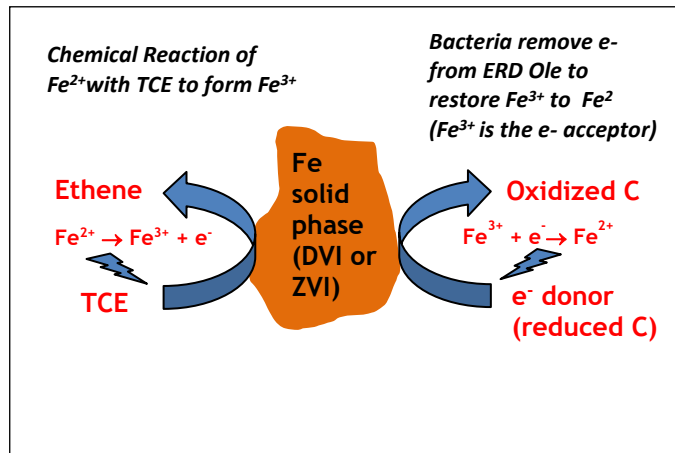 Chemical Reaction of
Fe²⁺with TCE to form Fe³⁺
Bacteria remove e-
from ERD Ole to
restore Fe³⁺ to Fe²
(Fe³⁺ is the e- acceptor)
Fe
solid
phase
(DVI or
ZVI)
Ethene
Fe²⁺ → Fe³⁺ + e⁻
TCE
Oxidized C
Fe³⁺ + e⁻ → Fe²⁺
e⁻ donor
(reduced C)